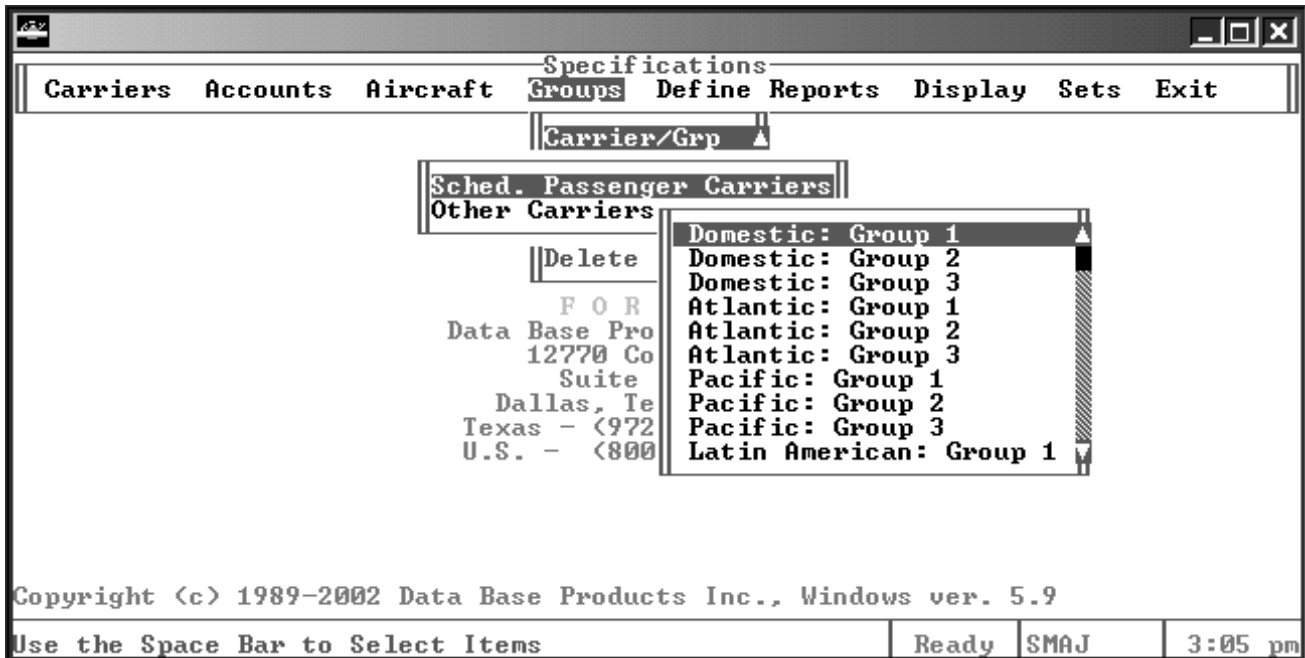 Specifications
Carriers Accounts Aircraft Groups Define Reports Display Sets Exit
Carrier/Grp
Sched. Passenger Carriers
Other Carriers
Domestic: Group 1
Delete Domestic: Group 2
Domestic: Group 3
F O R Atlantic: Group 1
Data Base Pro Atlantic: Group 2
12770 Co Atlantic: Group 3
Suite Pacific: Group 1
Dallas, Te Pacific: Group 2
Texas - (972 Pacific: Group 3
U.S. - (800 Latin American: Group 1
Copyright (c) 1989-2002 Data Base Products Inc., Windows ver. 5.9
Use the Space Bar to Select Items Ready SMAJ 3:05 pm